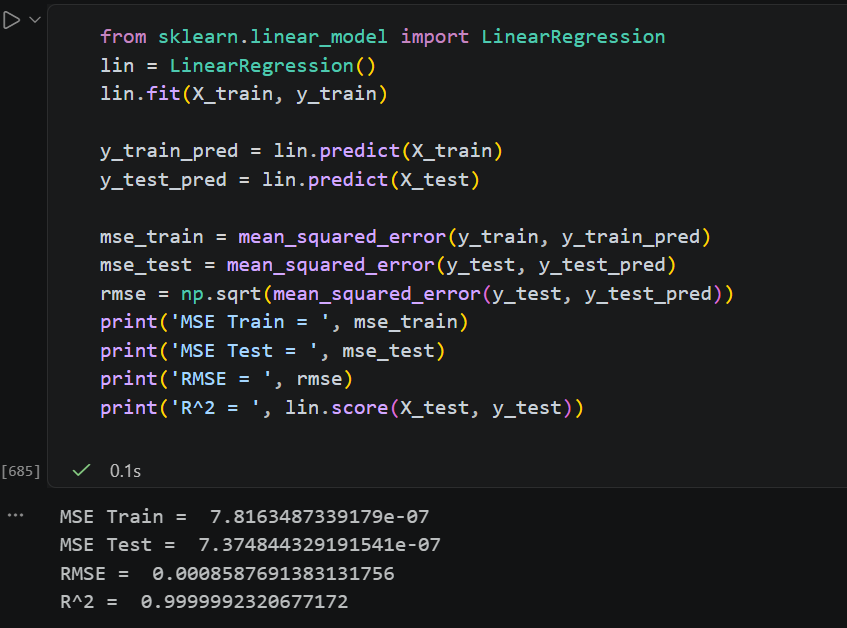 from sklearn.linear_model import LinearRegression
lin = LinearRegression()
lin.fit(X_train, y_train)
y_train_pred = lin.predict(X_train)
y_test_pred = lin.predict(X_test)
mse_train = mean_squared_error(y_train, y_train_pred)
mse_test = mean_squared_error(y_test, y_test_pred)
rmse = np.sqrt(mean_squared_error(y_test, y_test_pred))
print('MSE Train = ', mse_train)
print('MSE Test = ', mse_test)
print('RMSE = ', rmse)
print('R^2 = ', lin.score(X_test, y_test))
[685] 0.1s
MSE Train =  7.8163487339179e-07
MSE Test =  7.374844329191541e-07
RMSE =  0.0008587691383131756
R^2 =  0.9999992320677172